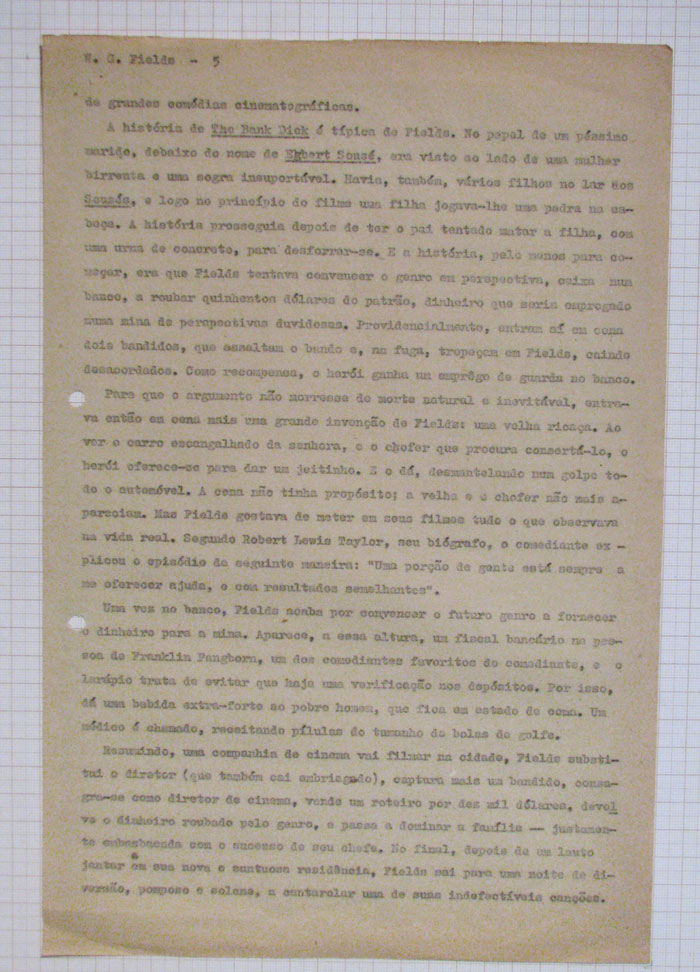 W. C. Fields - 5
de grandes comédias cinematográficas.
A história de The Bank Dick é típica de Fields. No papel de um péssimo
marido, debaixo do nome de Egbert Sousé, era visto ao lado de uma mulher
birrenta e uma sogra insuportável. Havia, também, vários filhos no lar dos
Sousés, e logo no princípio do filme uma filha jogava-lhe uma pedra na ca-
beça. A história prosseguia depois de ter o pai tentado matar a filha, com
uma urna de concreto, para desforrar-se. E a história, pelo menos para co-
meçar, era que Fields tentava convencer o genro em perspectiva, caixa num
banco, a roubar quinhentos dólares do patrão, dinheiro que seria empregado
numa mina de perspectivas duvidosas. Providencialmente, entram aí em cena
dois bandidos, que assaltam o bando e, na fuga, tropeçam em Fields, caindo
desacordados. Como recompensa, o herói ganha um emprêgo de guarda no banco.
Para que o argumento não morresse de morte natural e inevitável, entra-
va então em cena mais uma grande invenção de Fields: uma velha ricaça. Ao
ver o carro escangalhado da senhora, e o chofer que procura consertá-lo, o
herói oferece-se para dar um jeitinho. E o dá, desmantelando num golpe to-
do o automóvel. A cena não tinha propósito; a velha e o chofer não mais a-
pareciam. Mas Fields gostava de meter em seus filmes tudo o que observava
na vida real. Segundo Robert Lewis Taylor, seu biógrafo, o comediante ex -
plicou o episódio da seguinte maneira: "Uma porção de gente está sempre a
me oferecer ajuda, e com resultados semelhantes".
Uma vez no banco, Fields acaba por convencer o futuro genro a fornecer
o dinheiro para a mina. Aparece, a essa altura, um fiscal bancário na pes-
soa de Franklin Pangborn, um dos comediantes favoritos do comediante, e o
larápio trata de evitar que haja uma verificação nos depósitos. Por isso,
dá uma bebida extra-forte ao pobre homem, que fica em estado de coma. Um
médico é chamado, receitando pílulas do tamanho de bolas de golfe.
Resumindo, uma companhia de cinema vai filmar na cidade, Fields substi-
tui o diretor (que também cai embriagado), captura mais um bandido, consa-
gra-se como diretor de cinema, vende um roteiro por dez mil dólares, devol
ve o dinheiro roubado pelo genro, e passa a dominar a família — justamen-
te embasbacada com o sucesso de seu chefe. No final, depois de um lauto
jantar em sua nova e suntuosa residência, Fields sai para uma noite de di-
versão, pomposo e solene, a cantarolar uma de suas indefectíveis canções.